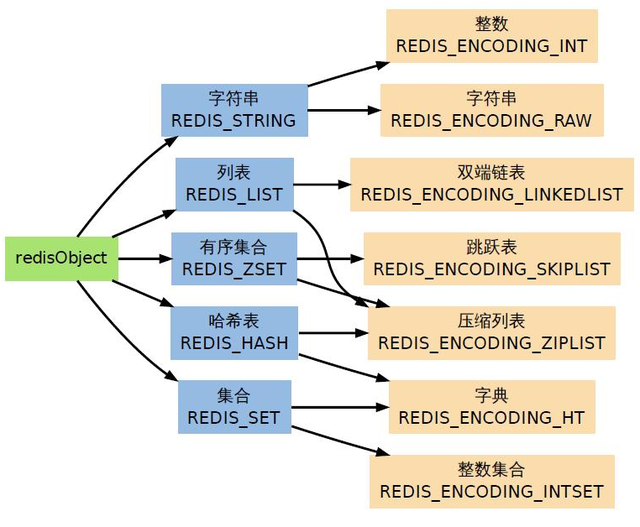 redisObject
字符串
REDIS_STRING
列表
REDIS_LIST
有序集合
REDIS_ZSET
哈希表
REDIS_HASH
集合
REDIS_SET
整数
REDIS_ENCODING_INT
字符串
REDIS_ENCODING_RAW
双端链表
REDIS_ENCODING_LINKEDLIST
跳跃表
REDIS_ENCODING_SKIPLIST
压缩列表
REDIS_ENCODING_ZIPLIST
字典
REDIS_ENCODING_HT
整数集合
REDIS_ENCODING_INTSET